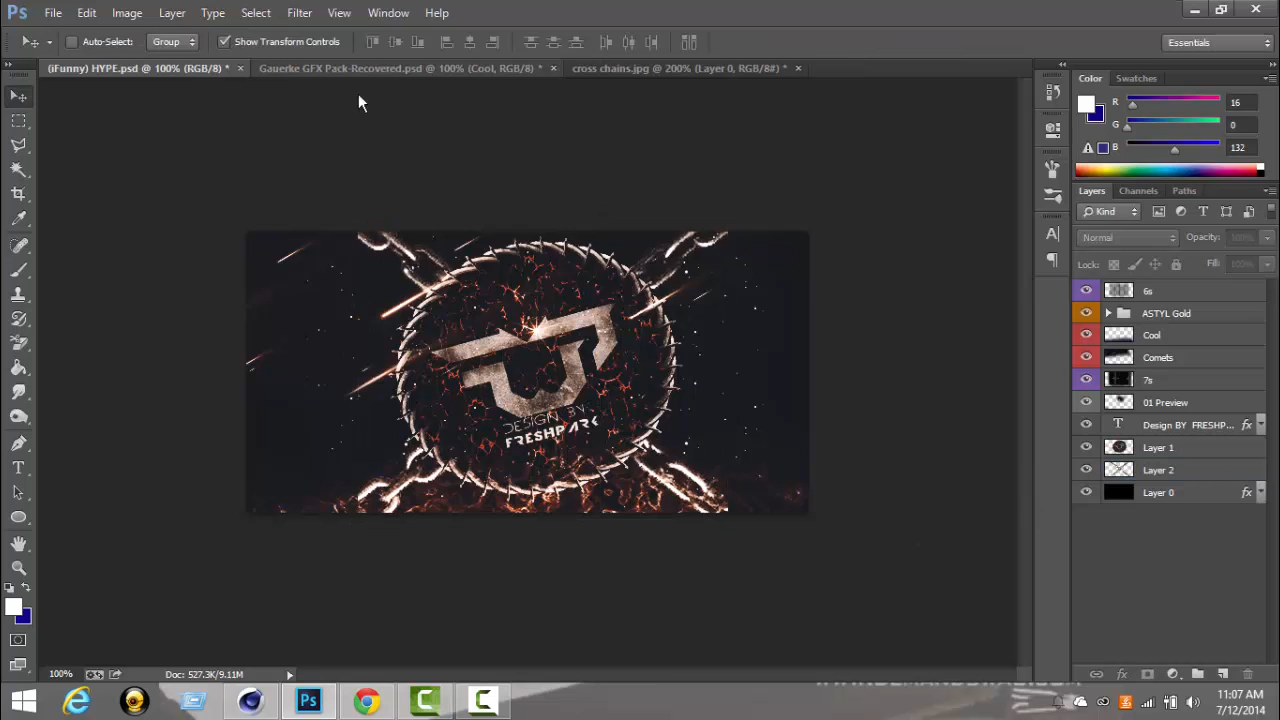 Ps File Edit Image Layer Type Select Filter View Window Help
Auto-Select: Group Show Transform Controls Essentials
(iFunny) HYPE.psd @ 100% (RGB/8) * × Gauerke GFX Pack-Recovered.psd @ 100% (Cool, RGB/8) * × cross chains.jpg @ 200% (Layer 0, RGB/8#) * ×
Color Swatches
R 16
G 0
B 132
Layers Channels Paths
Kind
Normal Opacity: 100%
Lock: Fill: 100%
6s
ASTYL Gold
Cool
Comets
7s
01 Preview
T Design BY FRESHP... fx
Layer 1
Layer 2
Layer 0 fx
DESIGN BY
FRESHPARK
100% Doc: 527.3K/9.11M
11:07 AM
7/12/2014